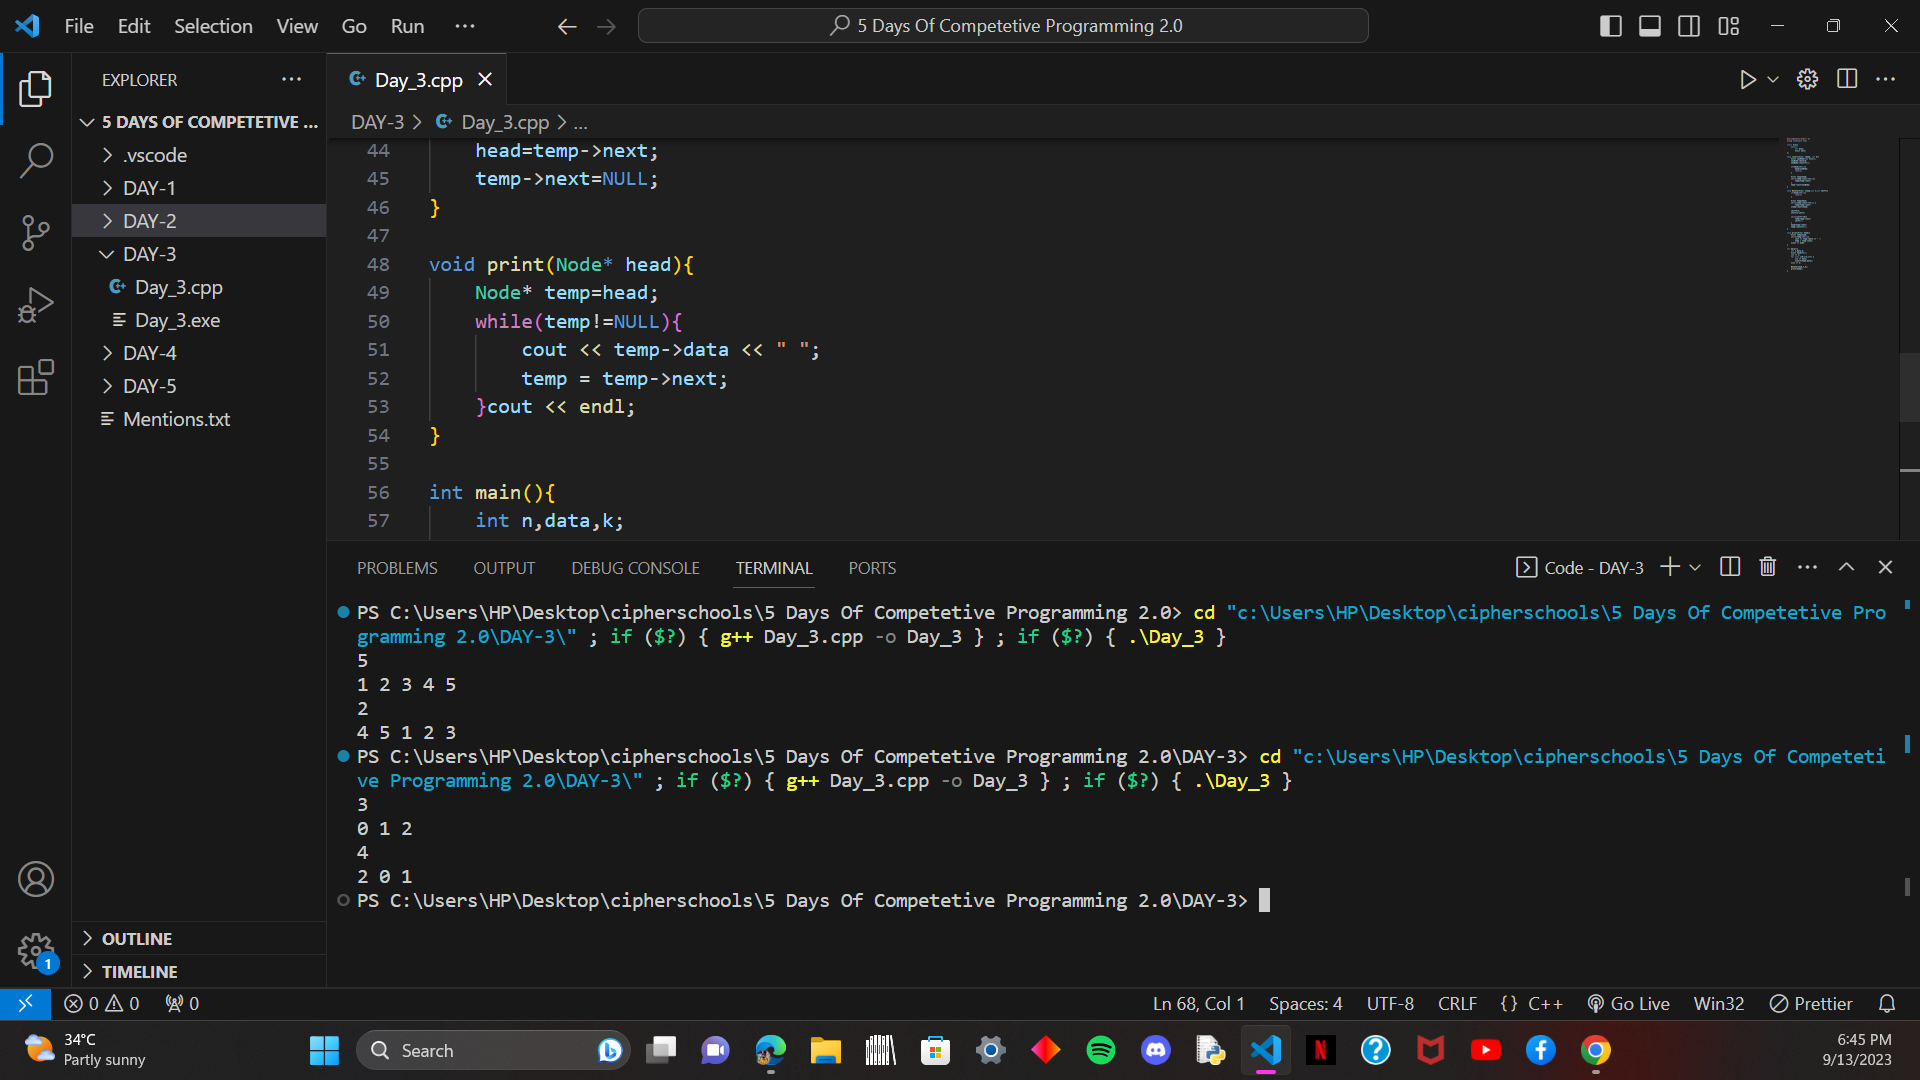 File Edit Selection View Go Run ...
5 Days Of Competetive Programming 2.0
EXPLORER
5 DAYS OF COMPETETIVE ...
.vscode
DAY-1
DAY-2
DAY-3
Day_3.cpp
Day_3.exe
DAY-4
DAY-5
Mentions.txt
OUTLINE
TIMELINE
Day_3.cpp
DAY-3 > Day_3.cpp > ...
44 head=temp->next;
45 temp->next=NULL;
46 }
47
48 void print(Node* head){
49 Node* temp=head;
50 while(temp!=NULL){
51 cout << temp->data << " ";
52 temp = temp->next;
53 }cout << endl;
54 }
55
56 int main(){
57 int n,data,k;
PROBLEMS OUTPUT DEBUG CONSOLE TERMINAL PORTS
Code - DAY-3
PS C:\Users\HP\Desktop\cipherschools\5 Days Of Competetive Programming 2.0> cd "c:\Users\HP\Desktop\cipherschools\5 Days Of Competetive Pro
gramming 2.0\DAY-3\" ; if ($?) { g++ Day_3.cpp -o Day_3 } ; if ($?) { .\Day_3 }
5
1 2 3 4 5
2
4 5 1 2 3
PS C:\Users\HP\Desktop\cipherschools\5 Days Of Competetive Programming 2.0\DAY-3> cd "c:\Users\HP\Desktop\cipherschools\5 Days Of Competeti
ve Programming 2.0\DAY-3\" ; if ($?) { g++ Day_3.cpp -o Day_3 } ; if ($?) { .\Day_3 }
3
0 1 2
4
2 0 1
PS C:\Users\HP\Desktop\cipherschools\5 Days Of Competetive Programming 2.0\DAY-3>
1
0 0 0
Ln 68, Col 1 Spaces: 4 UTF-8 CRLF {} C++ Go Live Win32 Prettier
34°C
Partly sunny
Search
N
6:45 PM
9/13/2023